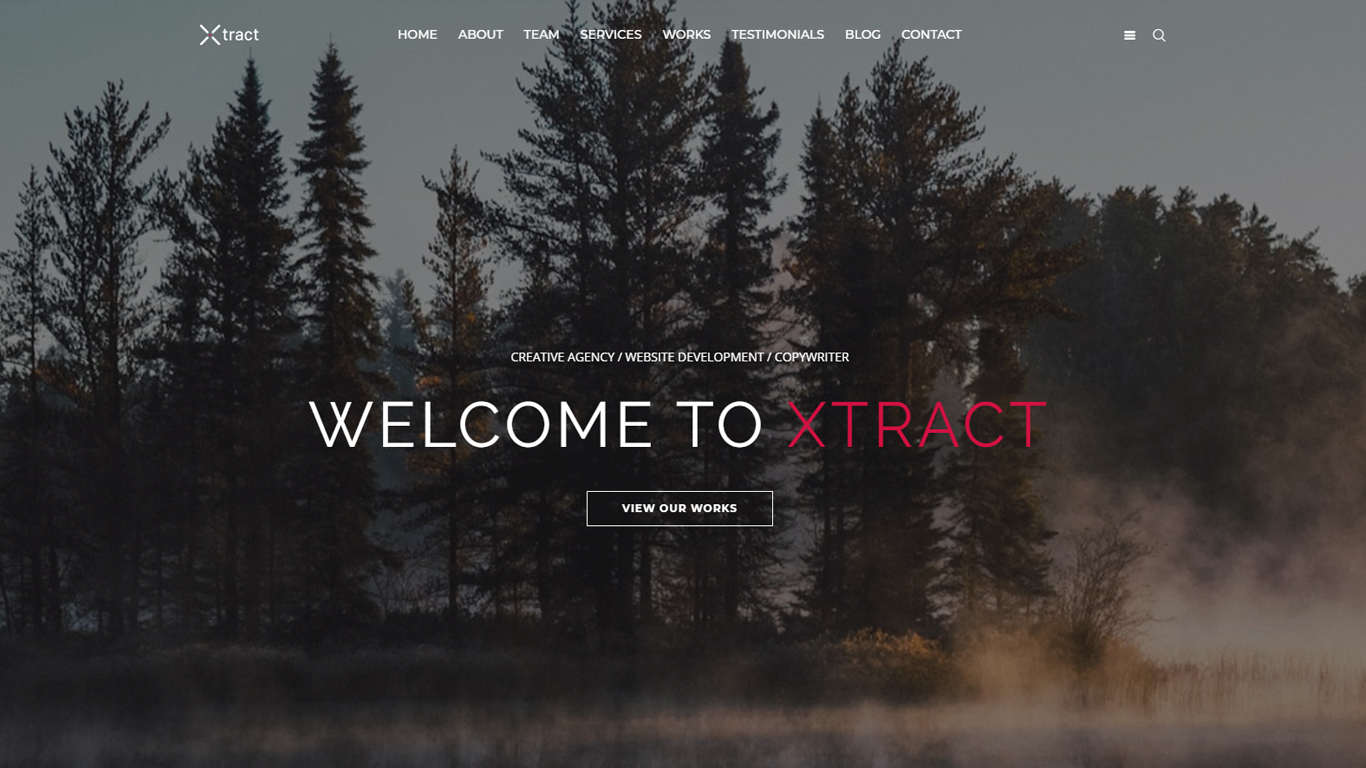 Xtract HOME ABOUT TEAM SERVICES WORKS TESTIMONIALS BLOG CONTACT
CREATIVE AGENCY / WEBSITE DEVELOPMENT / COPYWRITER
WELCOME TO XTRACT
VIEW OUR WORKS